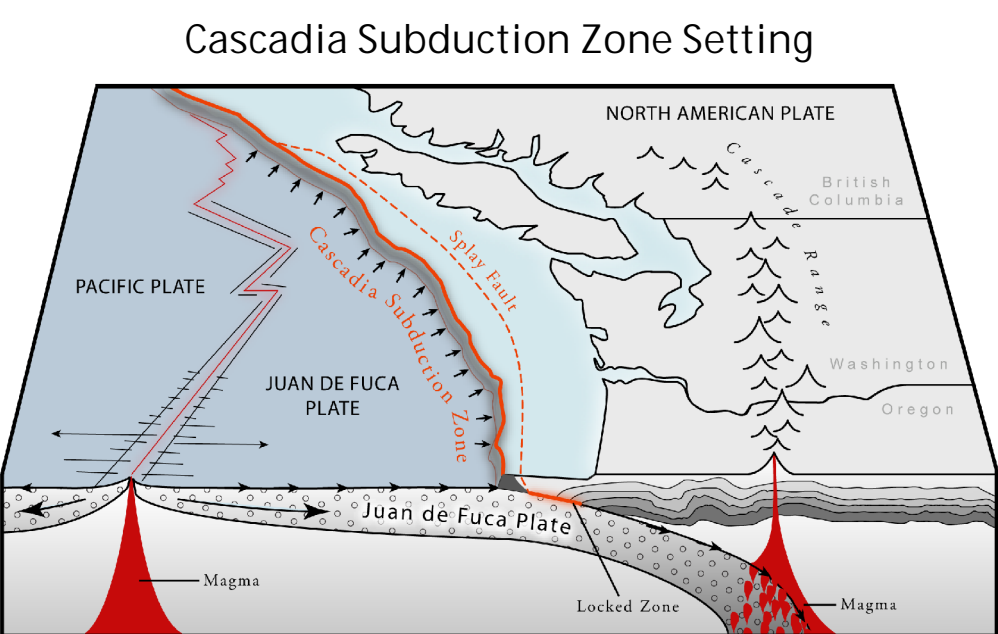 Cascadia Subduction Zone Setting
NORTH AMERICAN PLATE
Cascade Range
British
Columbia
Splay Fault
Cascadia Subduction Zone
PACIFIC PLATE
JUAN DE FUCA
PLATE
Washington
Oregon
Juan de Fuca Plate
Magma
Locked Zone
Magma